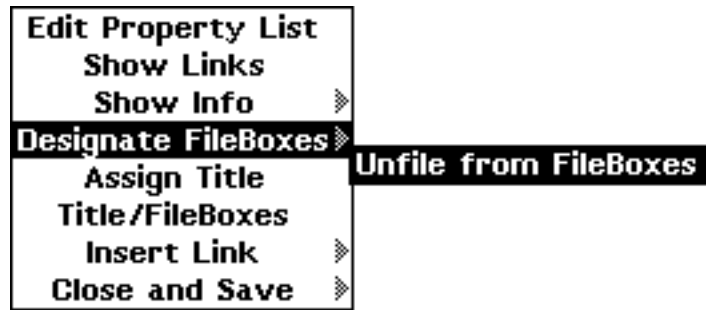 Edit Property List
Show Links
Show Info
Designate FileBoxes
Unfile from FileBoxes
Assign Title
Title/FileBoxes
Insert Link
Close and Save